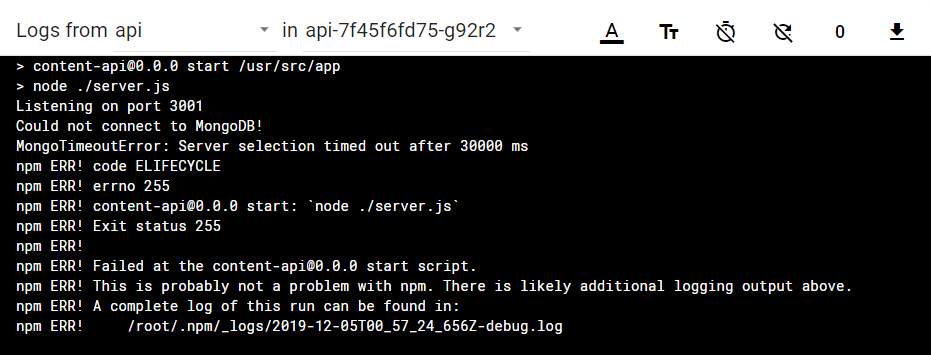 Logs from api in api-7f45f6fd75-g92r2 A TT 0
> content-api@0.0.0 start /usr/src/app
> node ./server.js
Listening on port 3001
Could not connect to MongoDB!
MongoTimeoutError: Server selection timed out after 30000 ms
npm ERR! code ELIFECYCLE
npm ERR! errno 255
npm ERR! content-api@0.0.0 start: `node ./server.js`
npm ERR! Exit status 255
npm ERR!
npm ERR! Failed at the content-api@0.0.0 start script.
npm ERR! This is probably not a problem with npm. There is likely additional logging output above.
npm ERR! A complete log of this run can be found in:
npm ERR!     /root/.npm/_logs/2019-12-05T00_57_24_656Z-debug.log